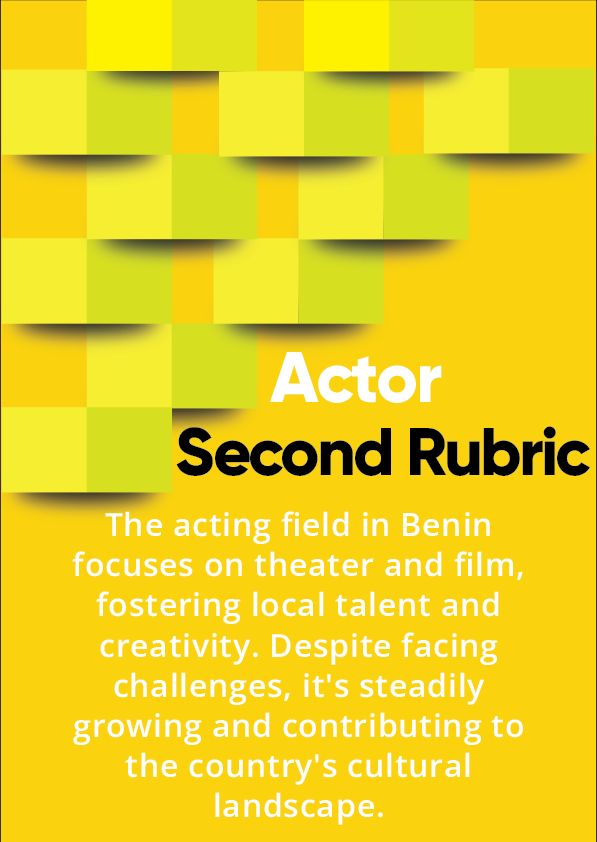 Actor
Second Rubric
The acting field in Benin
focuses on theater and film,
fostering local talent and
creativity. Despite facing
challenges, it's steadily
growing and contributing to
the country's cultural
landscape.